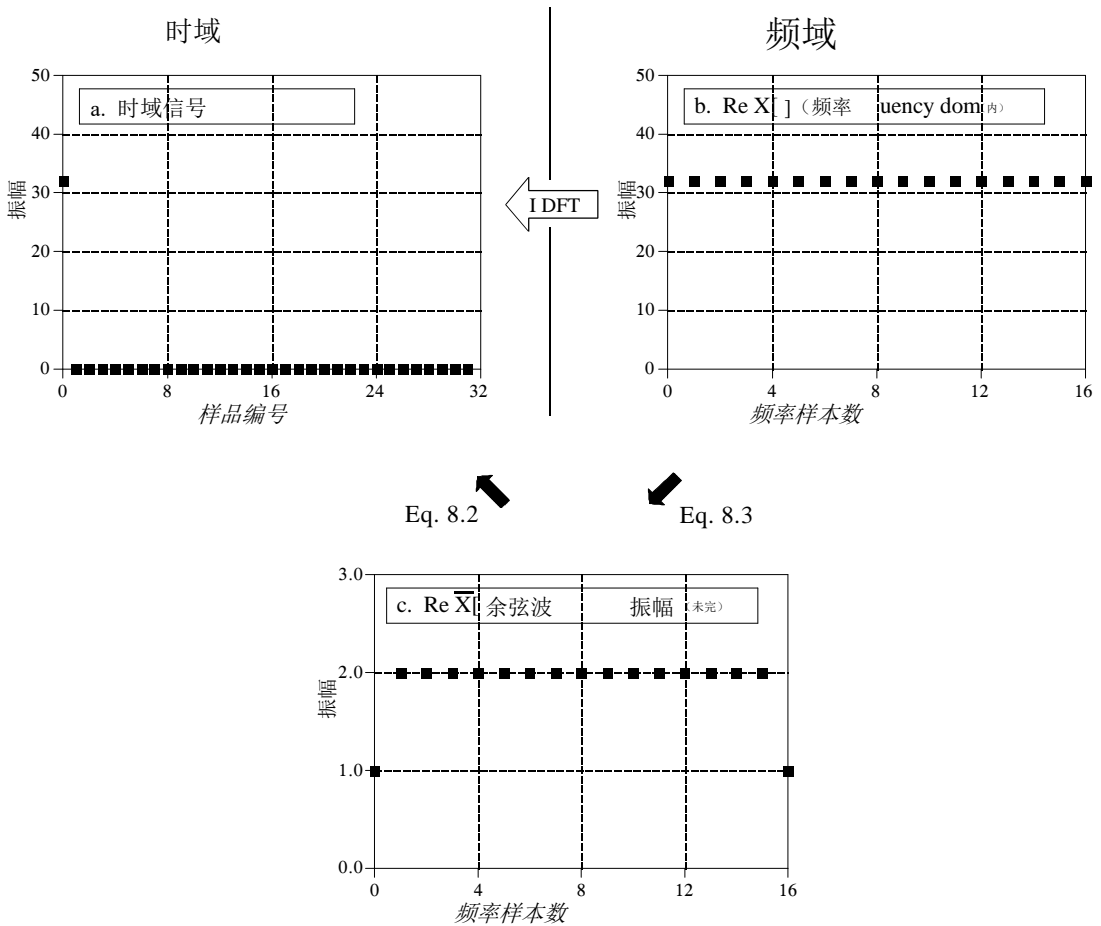 时域
频域
50
40
30
20
10
0
振幅
a. 时域信号
0 8 16 24 32
样品编号
I DFT
50
40
30
20
10
0
振幅
b. Re X[ ]（频率 uency dom 内）
0 4 8 12 16
频率样本数
Eq. 8.2
Eq. 8.3
3.0
2.0
1.0
0.0
振幅
c. Re X[ 余弦波 振幅 （未完）
0 4 8 12 16
频率样本数